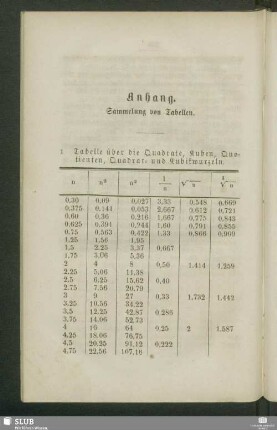 Anhang.
Sammelung von Tabellen.
1 Tabelle über die Quadrate, Kuben, Quo-
tienten, Quadrat- und Kubikwurzeln
n n² n³ 1/n √n ∛n
0,30 0,09 0,027 3,33 0,548 0,669
0,375 0,141 0,053 2,667 0,612 0,721
0,60 0,36 0,216 1,667 0,775 0,843
0,625 0,391 0,244 1,60 0,791 0,855
0,75 0,563 0,422 1,33 0,866 0,909
1,25 1,56 1,95
1,5 2,25 3,37 0,667
1,75 3,06 5,36
2 4 8 0,50 1,414 1,259
2,25 5,06 11,38
2,5 6,25 15,62 0,40
2,75 7,56 20,79
3 9 27 0,33 1,732 1,442
3,25 10,56 34,32
3,5 12,25 42,87 0,286
3,75 14,06 52,73
4 16 64 0,25 2 1,587
4,25 18,06 76,75
4,5 20,25 91,12 0,222
4,75 22,56 107,16
SLUB